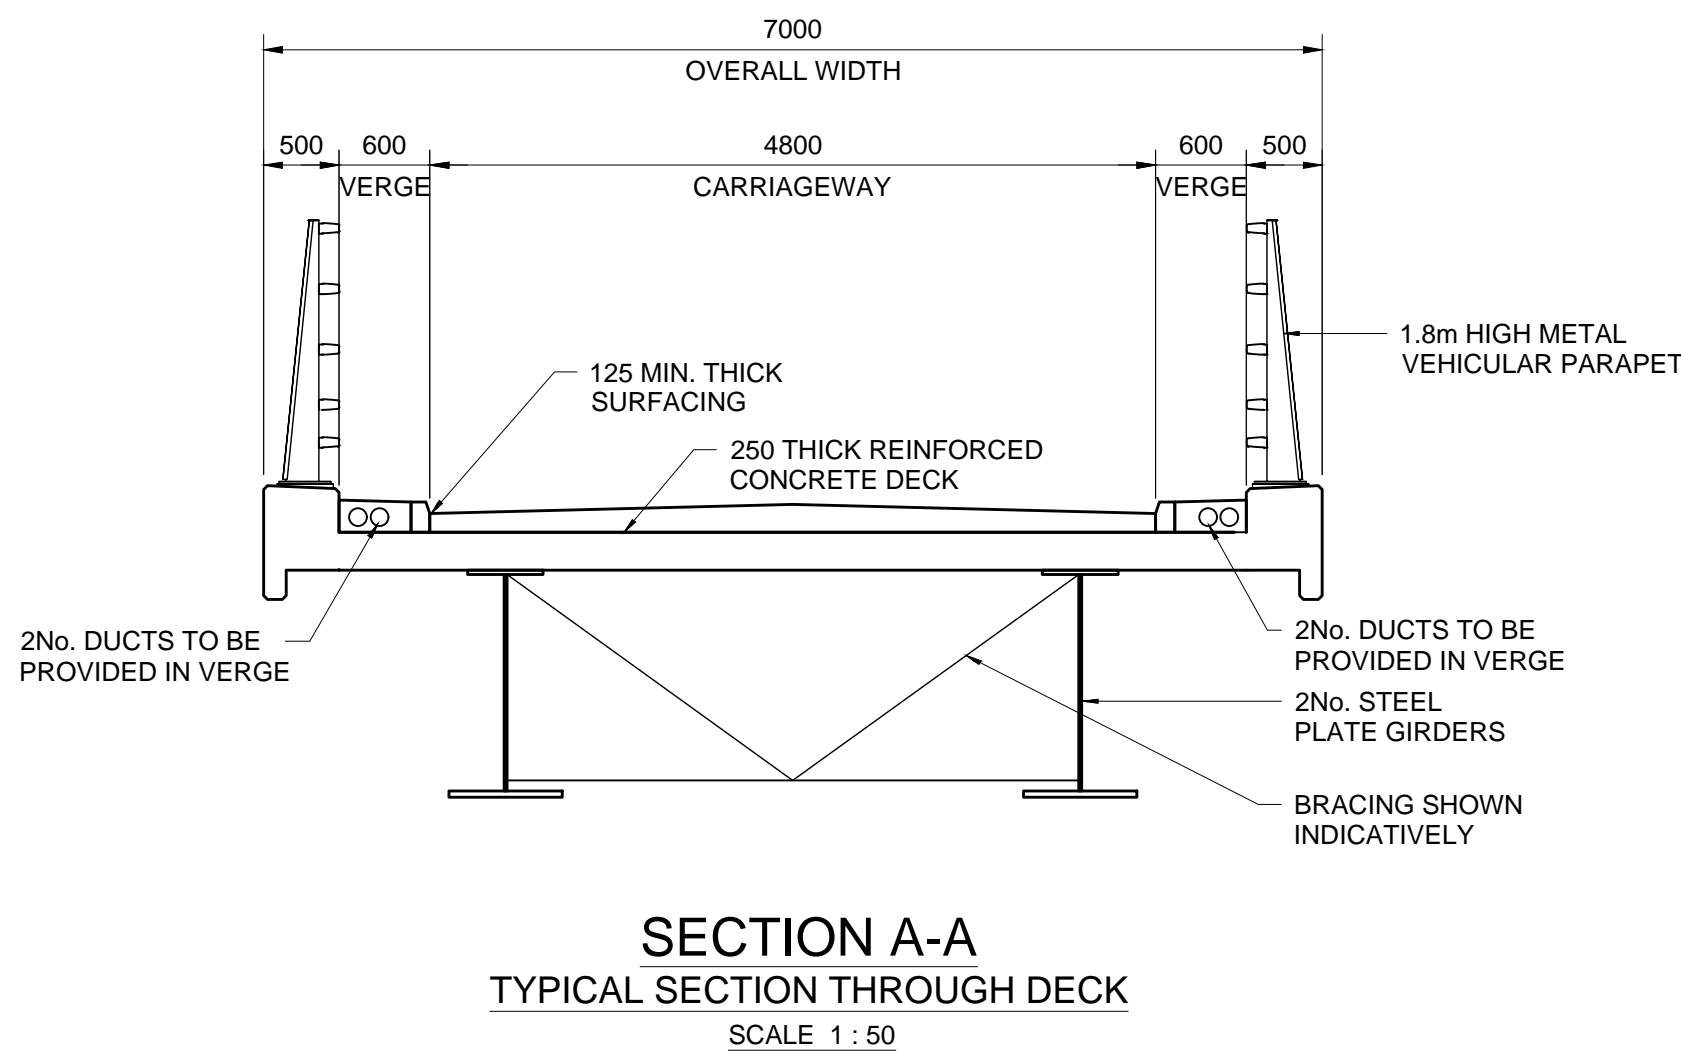 7000
OVERALL WIDTH
500 600 4800 600 500
VERGE CARRIAGEWAY VERGE
1.8m HIGH METAL
VEHICULAR PARAPET
125 MIN. THICK
SURFACING
250 THICK REINFORCED
CONCRETE DECK
2No. DUCTS TO BE
PROVIDED IN VERGE
2No. DUCTS TO BE
PROVIDED IN VERGE
2No. STEEL
PLATE GIRDERS
BRACING SHOWN
INDICATIVELY
SECTION A-A
TYPICAL SECTION THROUGH DECK
SCALE 1 : 50